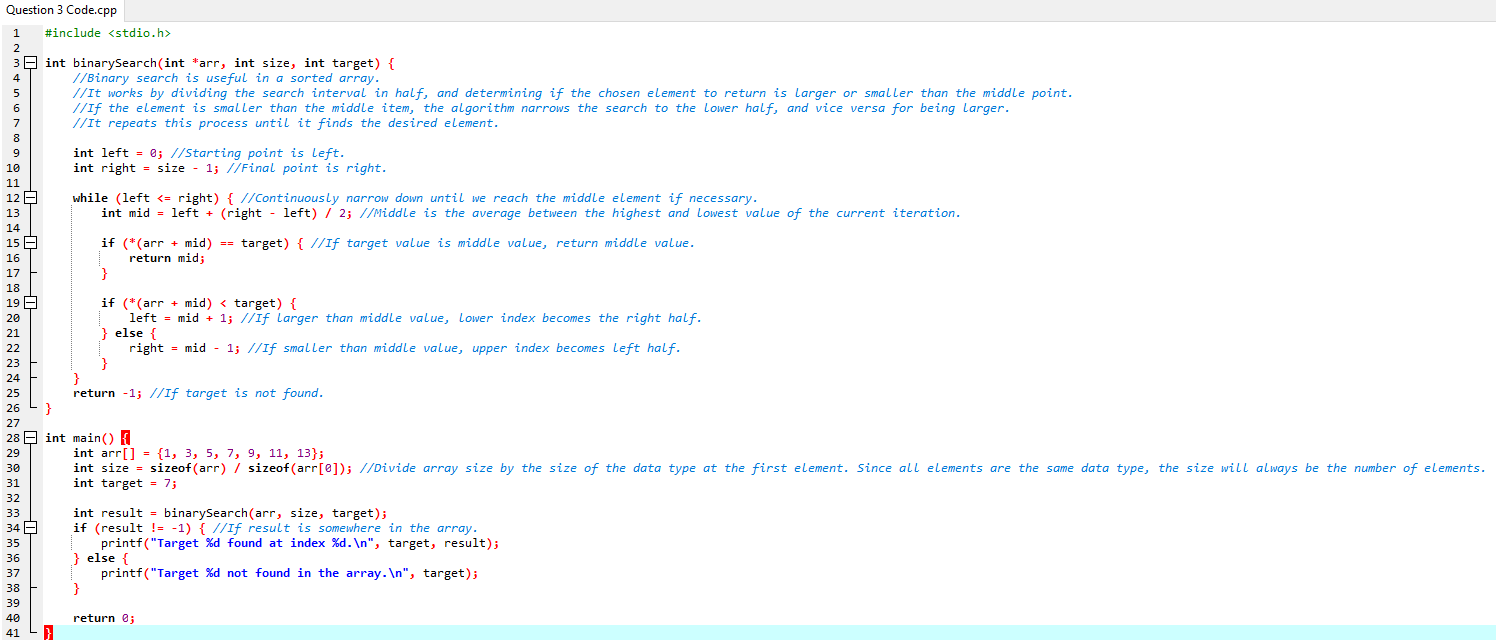 Question 3 Code.cpp
1 #include <stdio.h>
2
3 int binarySearch(int *arr, int size, int target) {
4 //Binary search is useful in a sorted array.
5 //It works by dividing the search interval in half, and determining if the chosen element to return is larger or smaller than the middle point.
6 //If the element is smaller than the middle item, the algorithm narrows the search to the lower half, and vice versa for being larger.
7 //It repeats this process until it finds the desired element.
8
9 int left = 0; //Starting point is left.
10 int right = size - 1; //Final point is right.
11
12 while (left <= right) { //Continuously narrow down until we reach the middle element if necessary.
13 int mid = left + (right - left) / 2; //Middle is the average between the highest and lowest value of the current iteration.
14
15 if (*(arr + mid) == target) { //If target value is middle value, return middle value.
16 return mid;
17 }
18
19 if (*(arr + mid) < target) {
20 left = mid + 1; //If larger than middle value, lower index becomes the right half.
21 } else {
22 right = mid - 1; //If smaller than middle value, upper index becomes left half.
23 }
24 }
25 return -1; //If target is not found.
26 }
27
28 int main() {
29 int arr[] = {1, 3, 5, 7, 9, 11, 13};
30 int size = sizeof(arr) / sizeof(arr[0]); //Divide array size by the size of the data type at the first element. Since all elements are the same data type, the size will always be the number of elements.
31 int target = 7;
32
33 int result = binarySearch(arr, size, target);
34 if (result != -1) { //If result is somewhere in the array.
35 printf("Target %d found at index %d.\n", target, result);
36 } else {
37 printf("Target %d not found in the array.\n", target);
38 }
39
40 return 0;
41 }